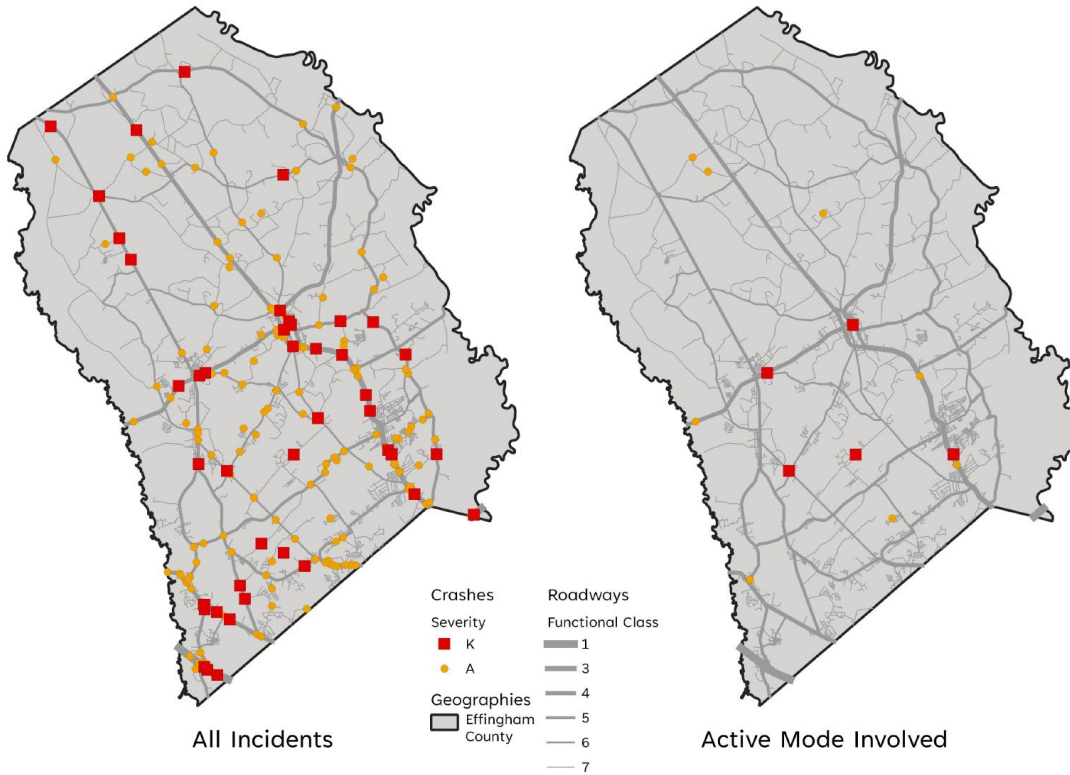 Crashes
Severity
K
A
Geographies
Effingham
County
Roadways
Functional Class
1
3
4
5
6
7
All Incidents
Active Mode Involved